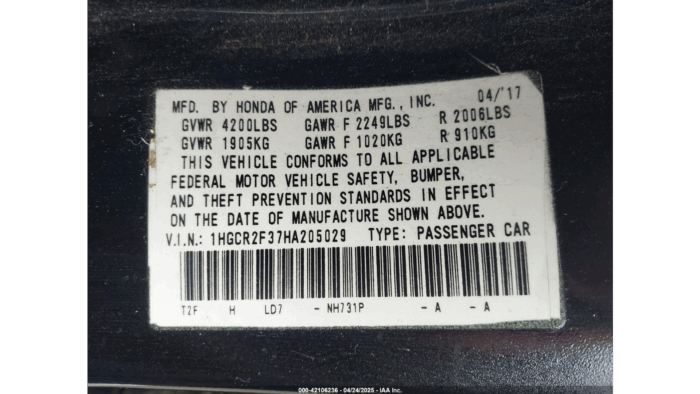 MFD. BY HONDA OF AMERICA MFG., INC. 04/'17
GVWR 4200LBS GAWR F 2249LBS R 2006LBS
GVWR 1905KG GAWR F 1020KG R 910KG
THIS VEHICLE CONFORMS TO ALL APPLICABLE
FEDERAL MOTOR VEHICLE SAFETY, BUMPER,
AND THEFT PREVENTION STANDARDS IN EFFECT
ON THE DATE OF MANUFACTURE SHOWN ABOVE.
V.I.N.: 1HGCR2F37HA205029 TYPE: PASSENGER CAR
T2F H LD7 - NH731P - A - A
000-42106236 - 04/24/2025 - IAA Inc.